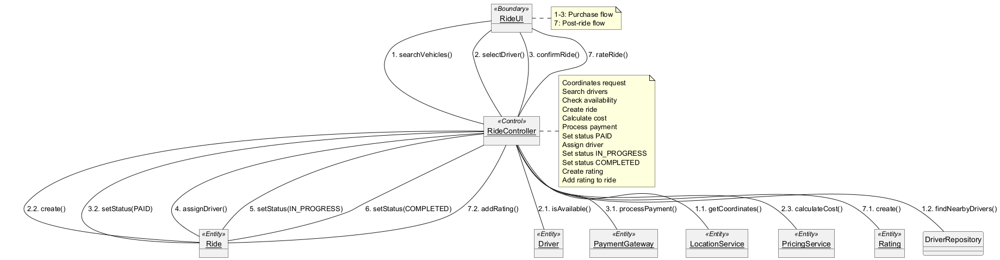 «Boundary»
RideUI
1-3: Purchase flow
7: Post-ride flow
1. searchVehicles()
2. selectDriver()
3. confirmRide()
7. rateRide()
Coordinates request
Search drivers
Check availability
Create ride
Calculate cost
Process payment
Set status PAID
Assign driver
Set status IN_PROGRESS
Set status COMPLETED
Create rating
Add rating to ride
«Control»
RideController
2.2. create()
3.2. setStatus(PAID)
4. assignDriver()
5. setStatus(IN_PROGRESS)
6. setStatus(COMPLETED)
7.2. addRating()
2.1. isAvailable()
3.1. processPayment()
1.1. getCoordinates()
2.3. calculateCost()
7.1. create()
1.2. findNearbyDrivers()
«Entity»
Ride
«Entity»
Driver
«Entity»
PaymentGateway
«Entity»
LocationService
«Entity»
PricingService
«Entity»
Rating
DriverRepository